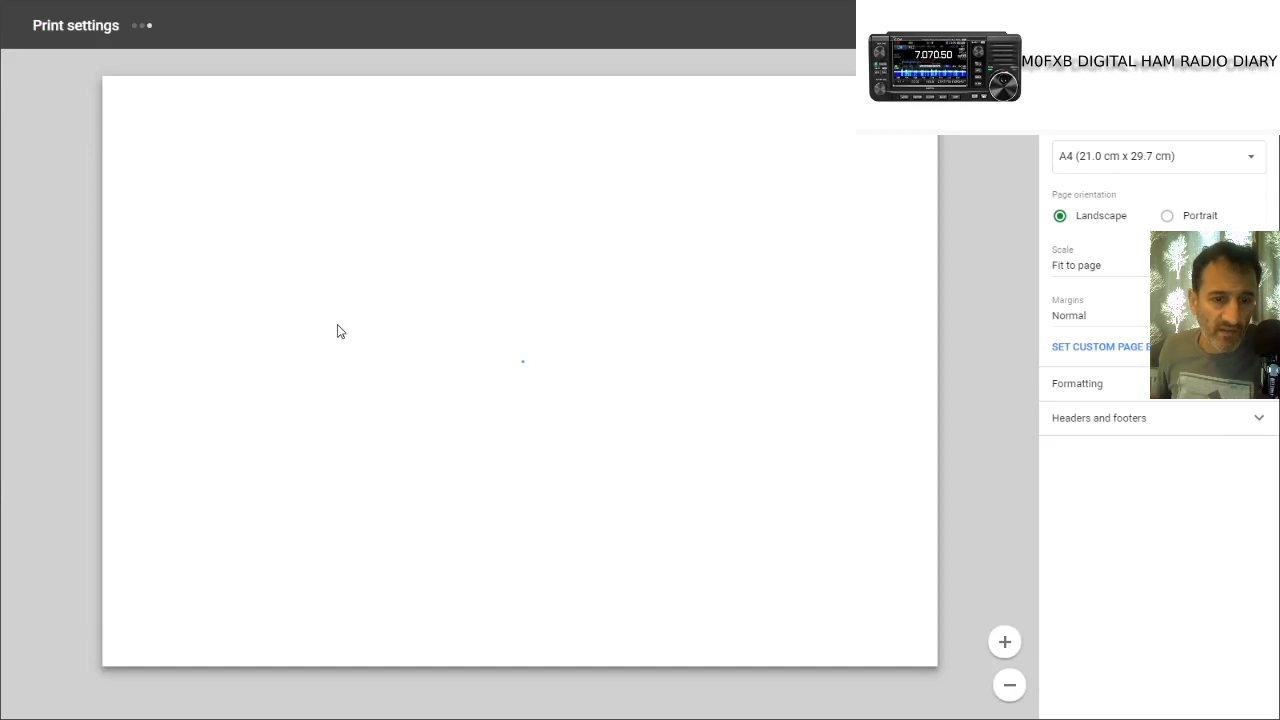 Print settings
7.070.50
M0FXB DIGITAL HAM RADIO DIARY
A4 (21.0 cm x 29.7 cm)
Page orientation
Landscape
Portrait
Scale
Fit to page
Margins
Normal
SET CUSTOM PAGE
Formatting
Headers and footers